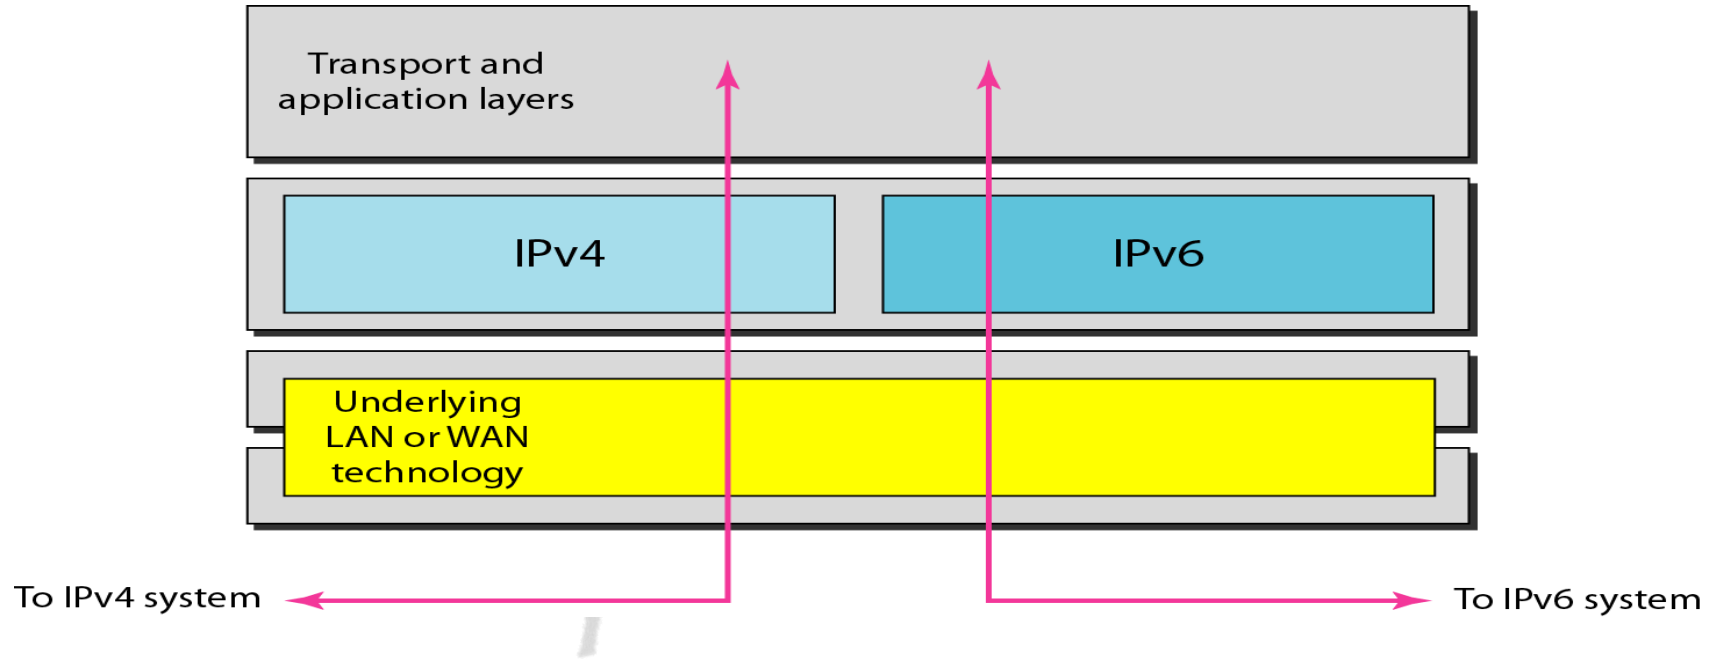 Transport and
application layers
IPv4
IPv6
Underlying
LAN or WAN
technology
To IPv4 system
To IPv6 system